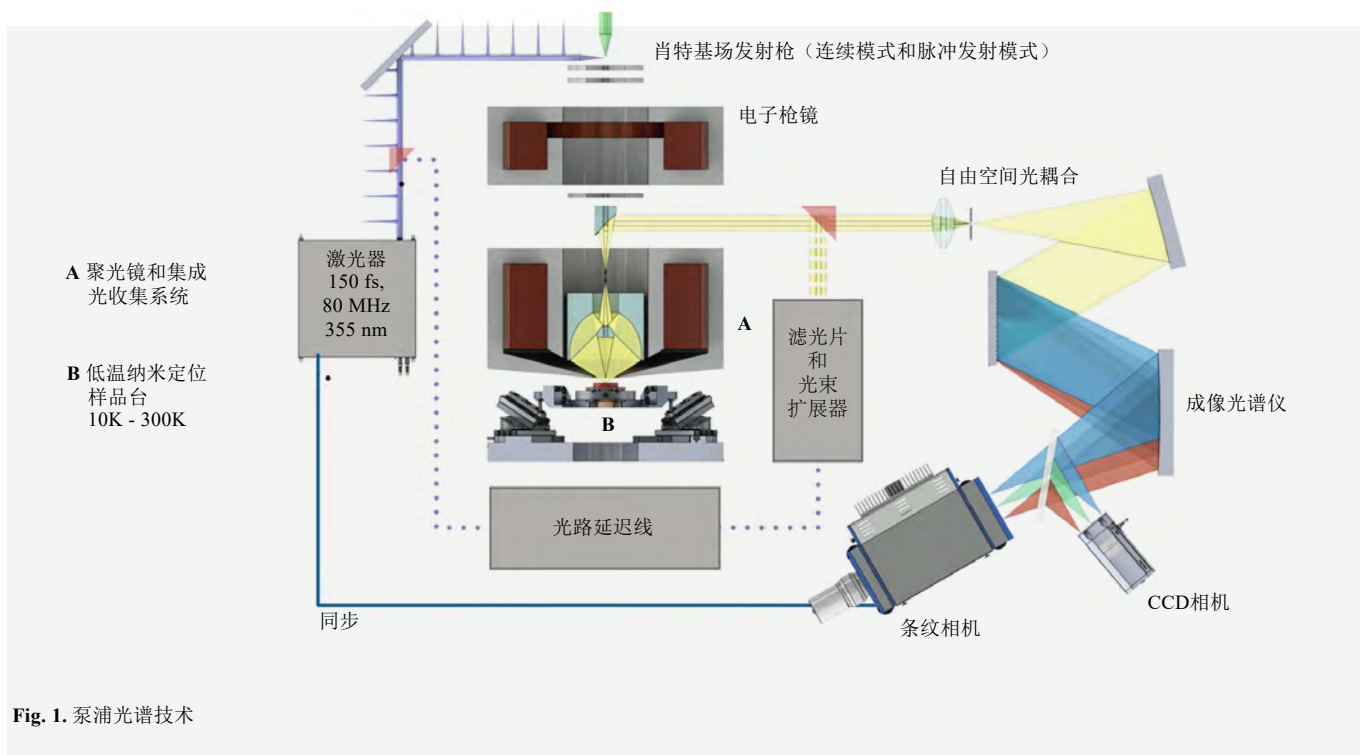 肖特基场发射枪（连续模式和脉冲发射模式）
电子枪镜
自由空间光耦合
激光器
150 fs,
80 MHz
355 nm
A 聚光镜和集成
光收集系统
A
滤光片
和
光束
扩展器
B 低温纳米定位
样品台
10K - 300K
B
成像光谱仪
光路延迟线
CCD相机
同步
条纹相机
Fig. 1. 泵浦光谱技术